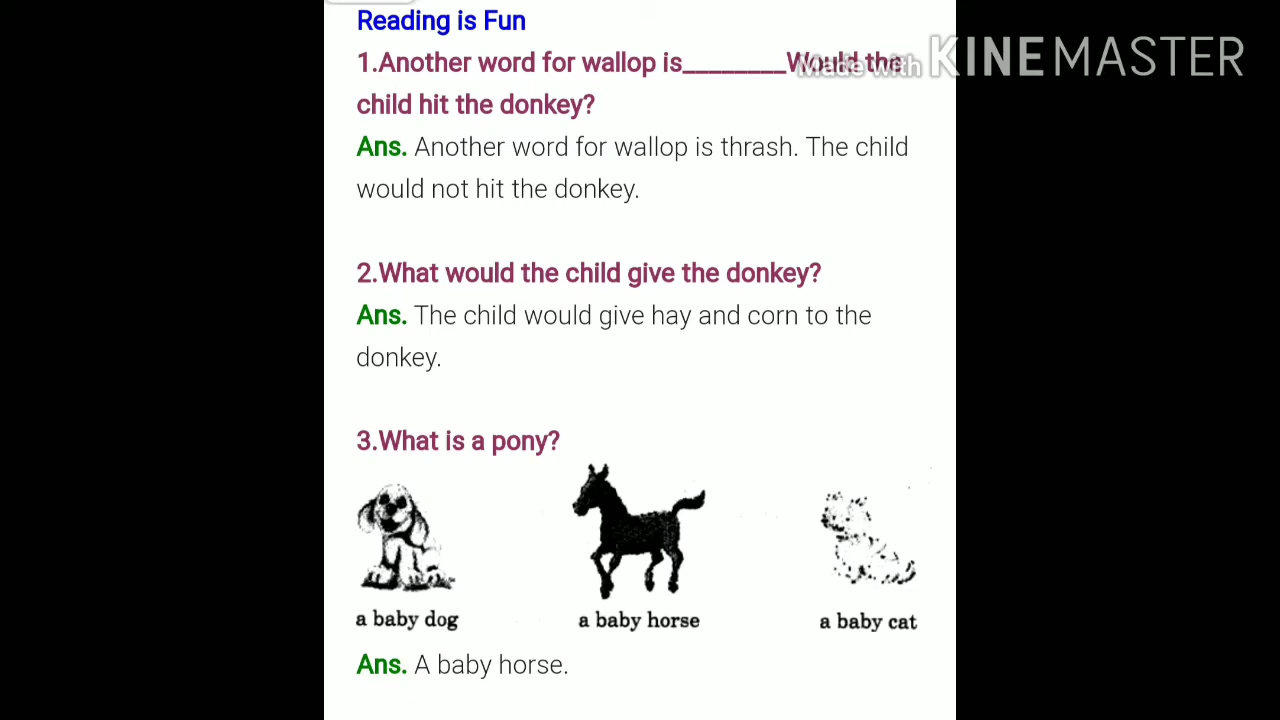 Reading is Fun
1.Another word for wallop is________Would the
Made with KINEMASTER
child hit the donkey?
Ans. Another word for wallop is thrash. The child
would not hit the donkey.
2.What would the child give the donkey?
Ans. The child would give hay and corn to the
donkey.
3.What is a pony?
a baby dog
a baby horse
a baby cat
Ans. A baby horse.